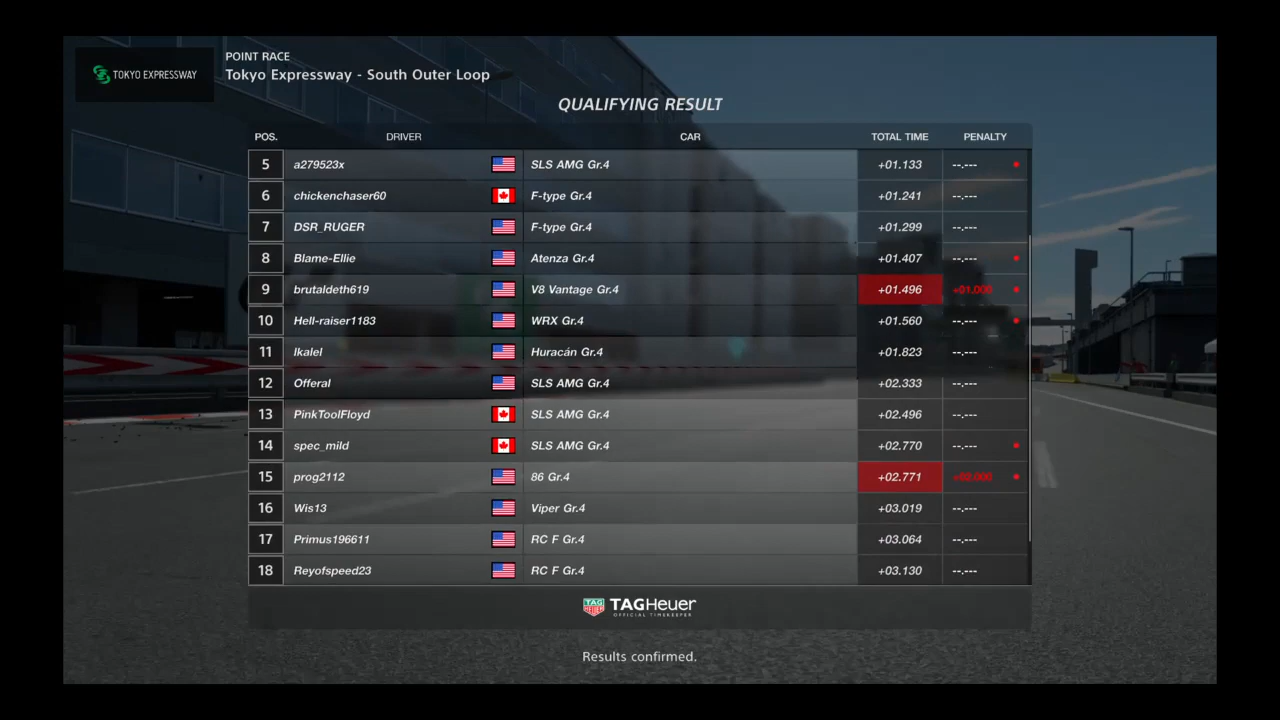 TOKYO EXPRESSWAY
POINT RACE
Tokyo Expressway - South Outer Loop
QUALIFYING RESULT
POS. DRIVER CAR TOTAL TIME PENALTY
5 a279523x SLS AMG Gr.4 +01.133 --.---
6 chickenchaser60 F-type Gr.4 +01.241 --.---
7 DSR_RUGER F-type Gr.4 +01.299 --.---
8 Blame-Ellie Atenza Gr.4 +01.407 --.---
9 brutaldeth619 V8 Vantage Gr.4 +01.496 +01.000
10 Hell-raiser1183 WRX Gr.4 +01.560 --.---
11 Ikalel Huracán Gr.4 +01.823 --.---
12 Offeral SLS AMG Gr.4 +02.333 --.---
13 PinkToolFloyd SLS AMG Gr.4 +02.496 --.---
14 spec_mild SLS AMG Gr.4 +02.770 --.---
15 prog2112 86 Gr.4 +02.771 +02.000
16 Wis13 Viper Gr.4 +03.019 --.---
17 Primus196611 RC F Gr.4 +03.064 --.---
18 Reyofspeed23 RC F Gr.4 +03.130 --.---
TAG HEUER TAGHeuer
OFFICIAL TIMEKEEPER
Results confirmed.